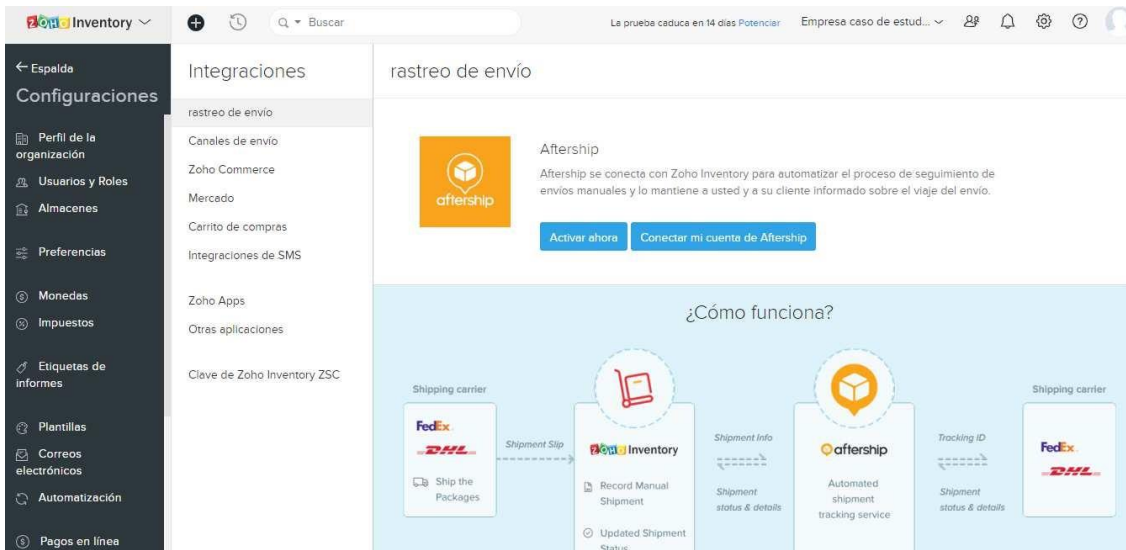 ZOHO Inventory
Buscar
La prueba caduca en 14 días Potenciar
Empresa caso de estud...
Espalda
Configuraciones
Perfil de la
organización
Usuarios y Roles
Almacenes
Preferencias
Monedas
Impuestos
Etiquetas de
informes
Plantillas
Correos
electrónicos
Automatización
Pagos en línea
Integraciones
rastreo de envío
Canales de envío
Zoho Commerce
Mercado
Carrito de compras
Integraciones de SMS
Zoho Apps
Otras aplicaciones
Clave de Zoho Inventory ZSC
rastreo de envío
aftership
Aftership
Aftership se conecta con Zoho Inventory para automatizar el proceso de seguimiento de
envíos manuales y lo mantiene a usted y a su cliente informado sobre el viaje del envío.
Activar ahora
Conectar mi cuenta de Aftership
¿Cómo funciona?
Shipping carrier
FedEx
DHL
Ship the
Packages
Shipment Slip
ZOHO Inventory
Record Manual
Shipment
Updated Shipment
Status
Shipment Info
Shipment
status & details
aftership
Automated
shipment
tracking service
Tracking ID
Shipment
status & details
Shipping carrier
FedEx
DHL